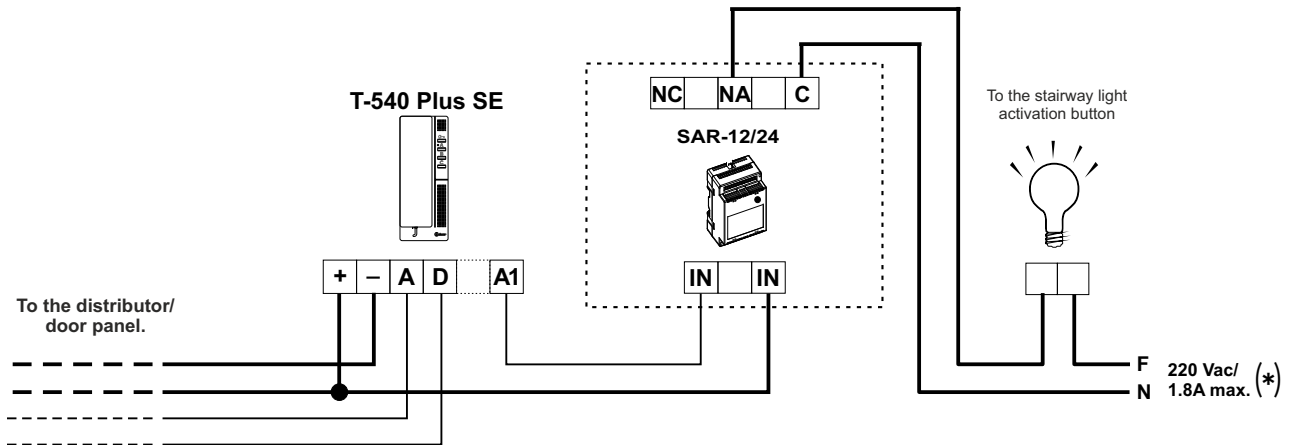 NC NA C
T-540 Plus SE
SAR-12/24
To the stairway light
activation button
+ – A D A1
IN IN
To the distributor/
door panel.
F
N
220 Vac/
1.8A max.
(*)